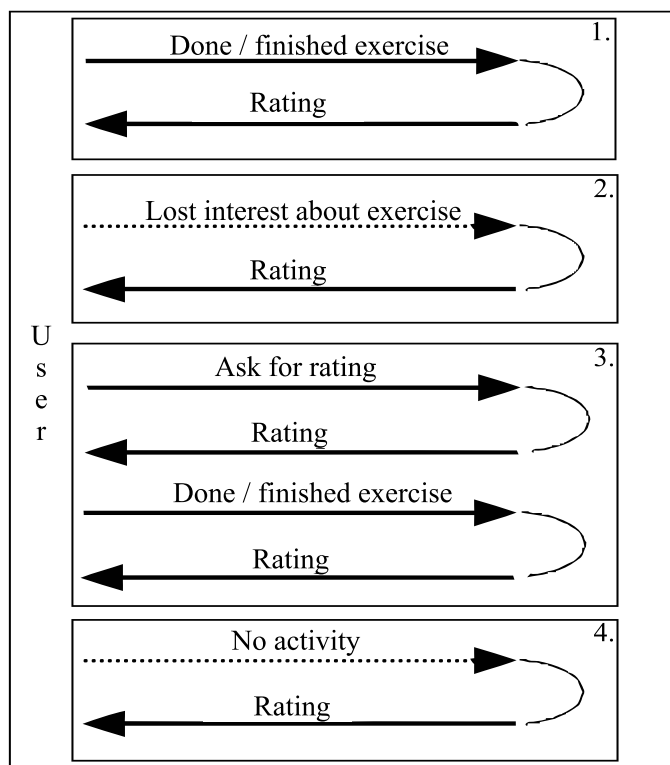 1.
Done / finished exercise
Rating
2.
Lost interest about exercise
Rating
User
3.
Ask for rating
Rating
Done / finished exercise
Rating
4.
No activity
Rating